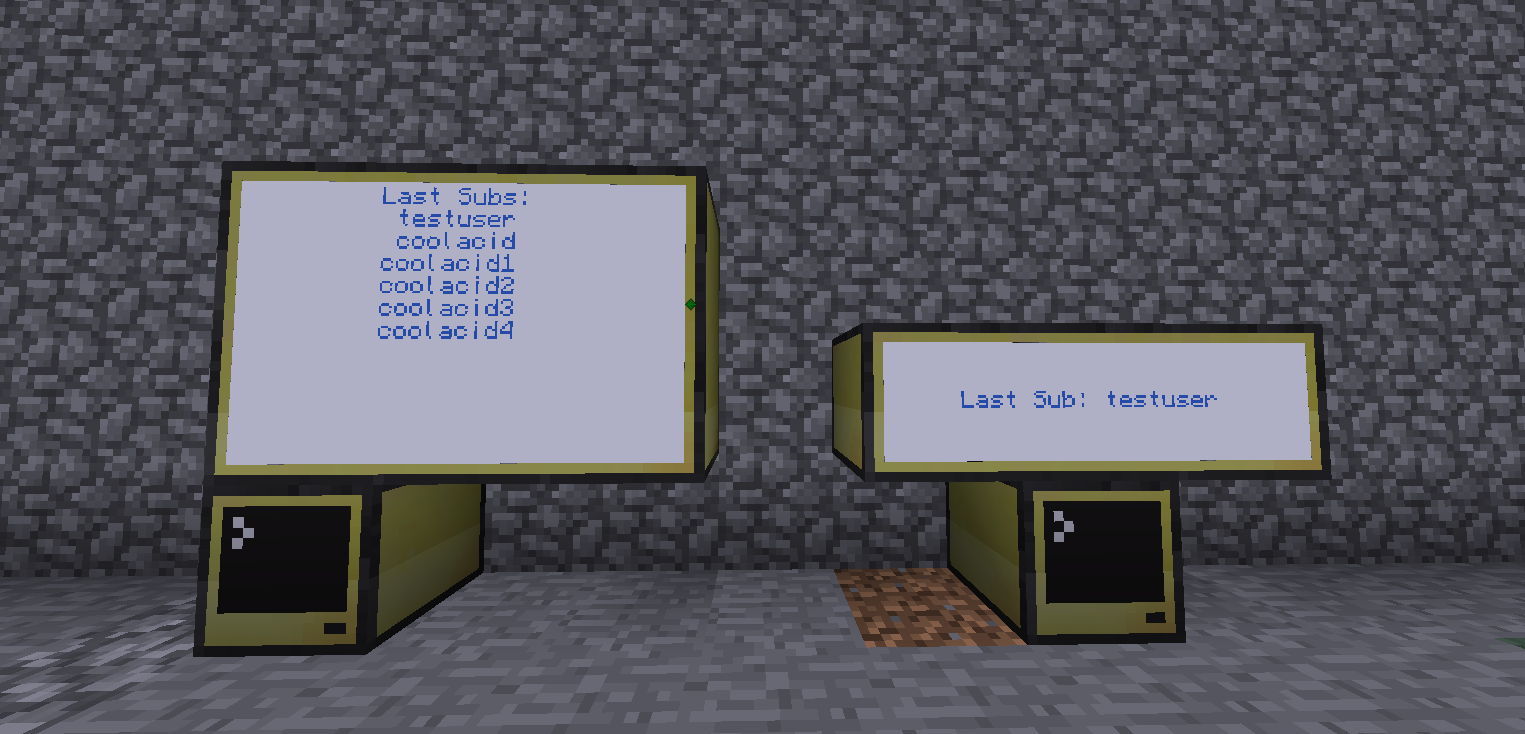 Last Subs:
testuser
coolacid
coolacid1
coolacid2
coolacid3
coolacid4
Last Sub: testuser